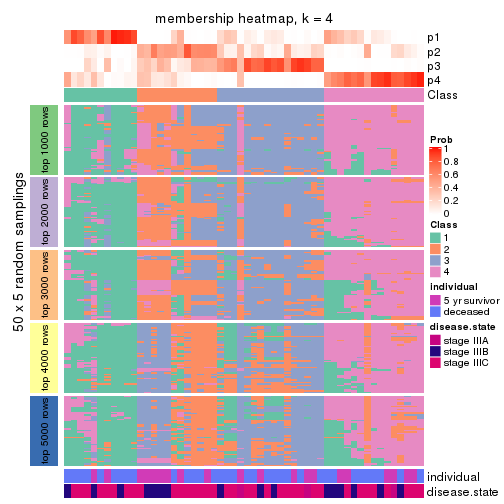 membership heatmap, k = 4
p1
p2
p3
p4
Class
50 x 5 random samplings
top 1000 rows
top 2000 rows
top 3000 rows
top 4000 rows
top 5000 rows
individual
disease.state
Prob
1
0.8
0.6
0.4
0.2
0
Class
1
2
3
4
individual
5 yr survivor
deceased
disease.state
stage IIIA
stage IIIB
stage IIIC